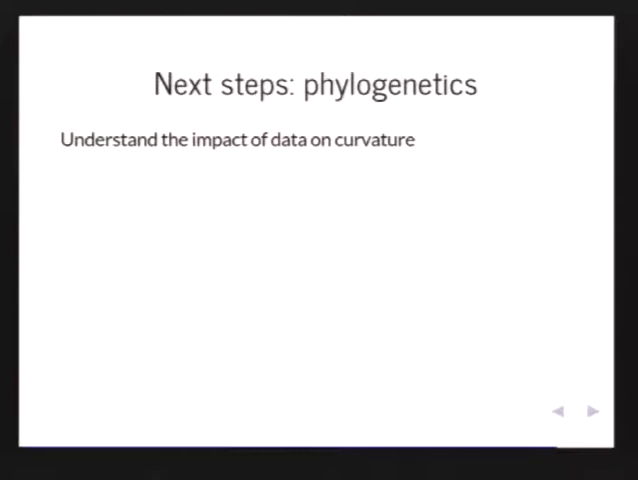 Next steps: phylogenetics
Understand the impact of data on curvature